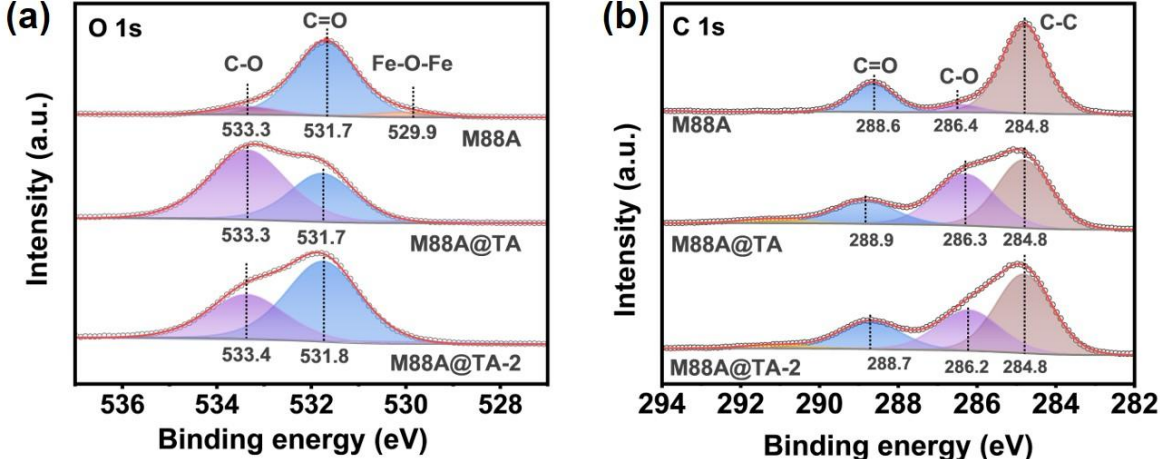 (a)
O 1s
C=O
C-O
Fe-O-Fe
533.3
531.7
529.9
M88A
533.3
531.7
M88A@TA
533.4
531.8
M88A@TA-2
536
534
532
530
528
Binding energy (eV)
Intensity (a.u.)
(b)
C 1s
C-C
C=O
C-O
M88A
288.6
286.4
284.8
M88A@TA
288.9
286.3
284.8
M88A@TA-2
288.7
286.2
284.8
294
292
290
288
286
284
282
Binding energy (eV)
Intensity (a.u.)